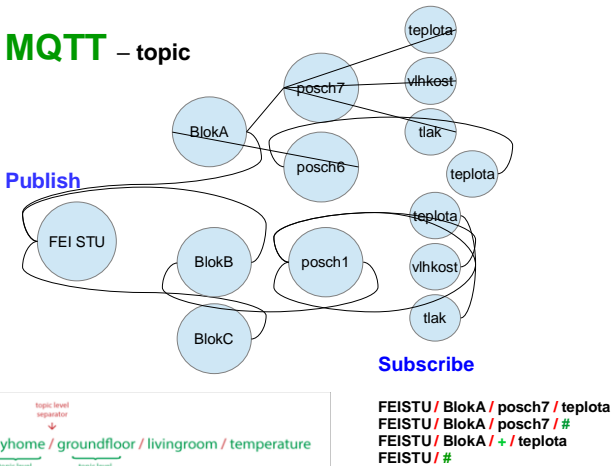 MQTT – topic
teplota
vlhkost
tlak
teplota
posch7
posch6
BlokA
Publish
FEI STU
BlokB
BlokC
posch1
teplota
vlhkost
tlak
Subscribe
topic level
separator
yhome / groundfloor / livingroom / temperature
FEISTU / BlokA / posch7 / teplota
FEISTU / BlokA / posch7 / #
FEISTU / BlokA / + / teplota
FEISTU / #